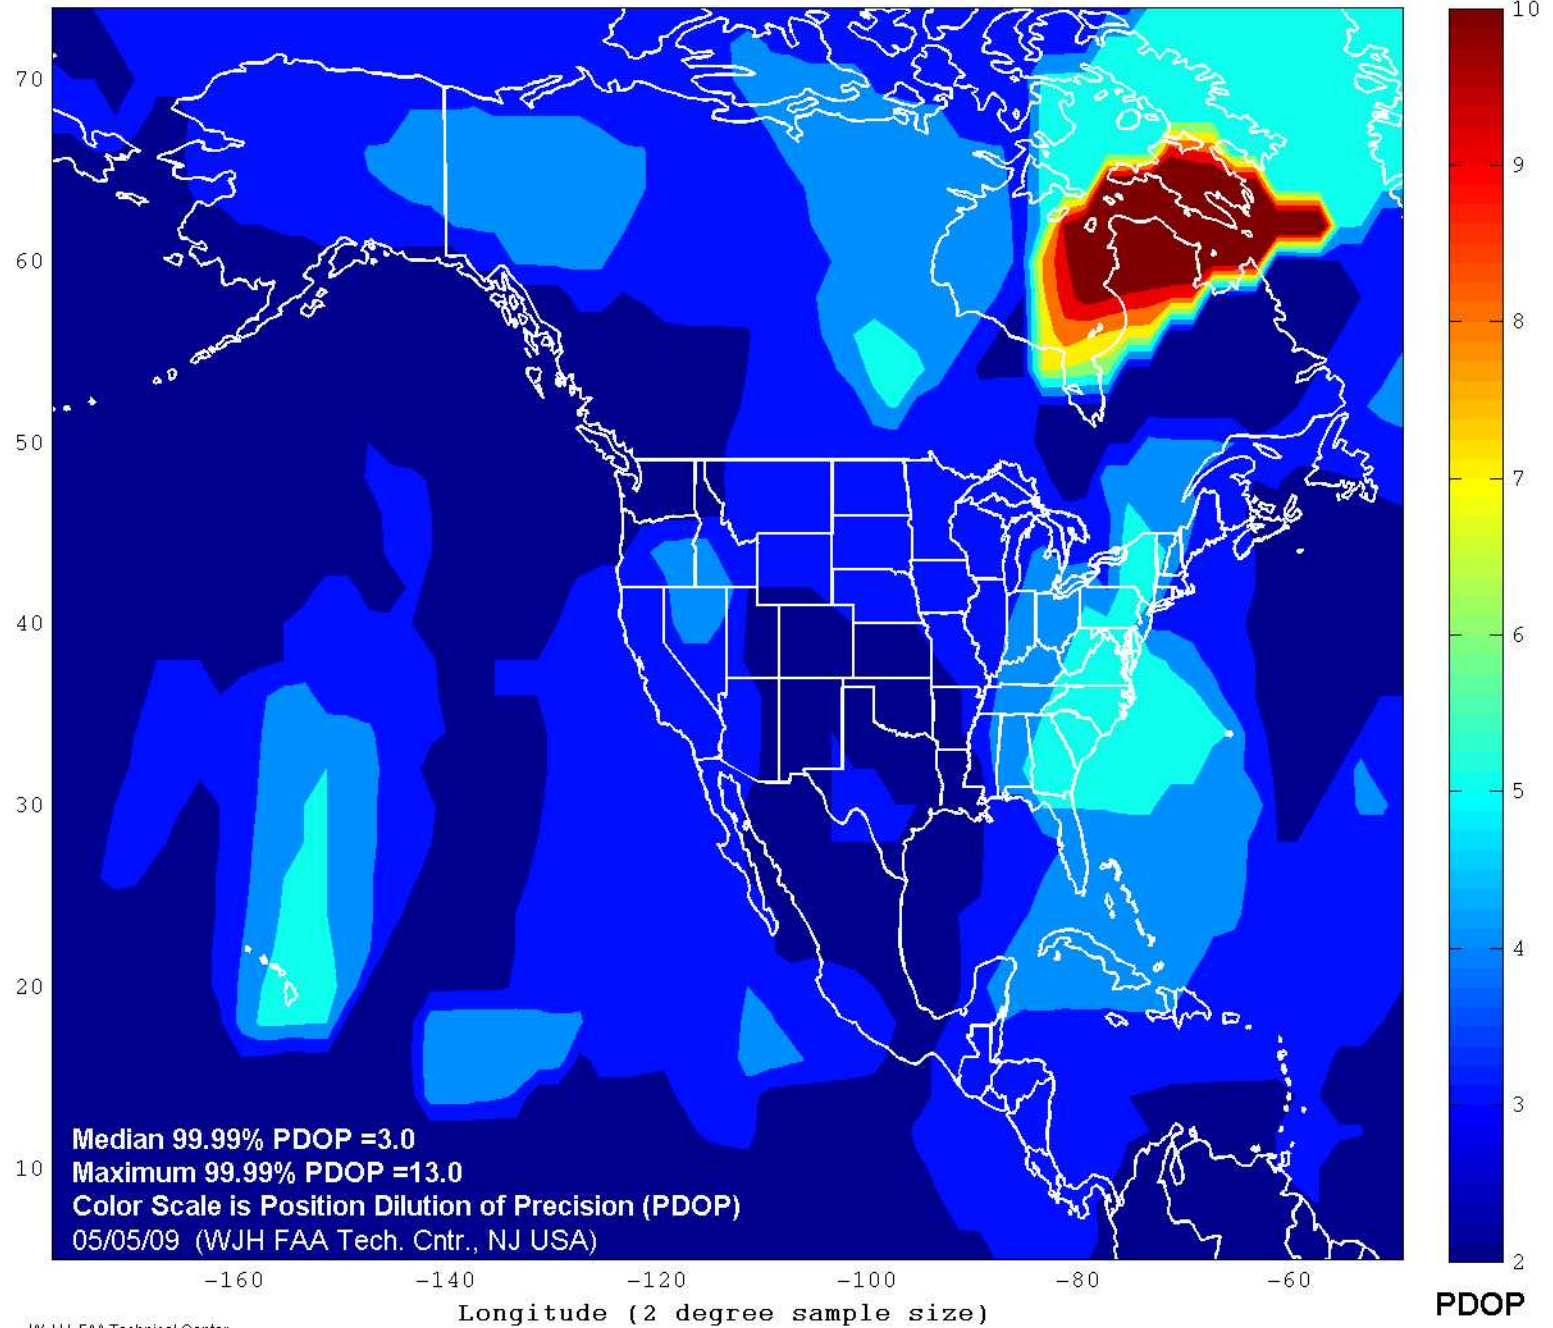 10
9
8
7
6
5
4
3
2
PDOP
70
60
50
40
30
20
10
Median 99.99% PDOP =3.0
Maximum 99.99% PDOP =13.0
Color Scale is Position Dilution of Precision (PDOP)
05/05/09 (WJH FAA Tech. Cntr., NJ USA)
-160 -140 -120 -100 -80 -60
Longitude (2 degree sample size)
FAA Technical Center